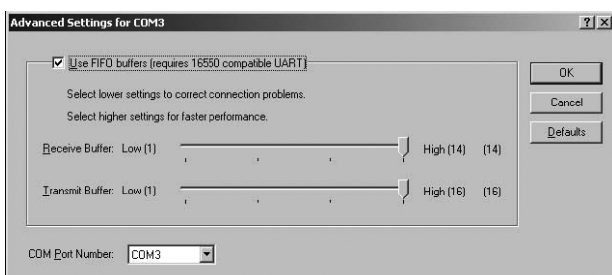 Advanced Settings for COM3
? X
Use FIFO buffers (requires 16550 compatible UART)
OK
Select lower settings to correct connection problems.
Cancel
Select higher settings for faster performance.
Defaults
Receive Buffer: Low (1) High (14) (14)
Transmit Buffer: Low (1) High (16) (16)
COM Port Number: COM3